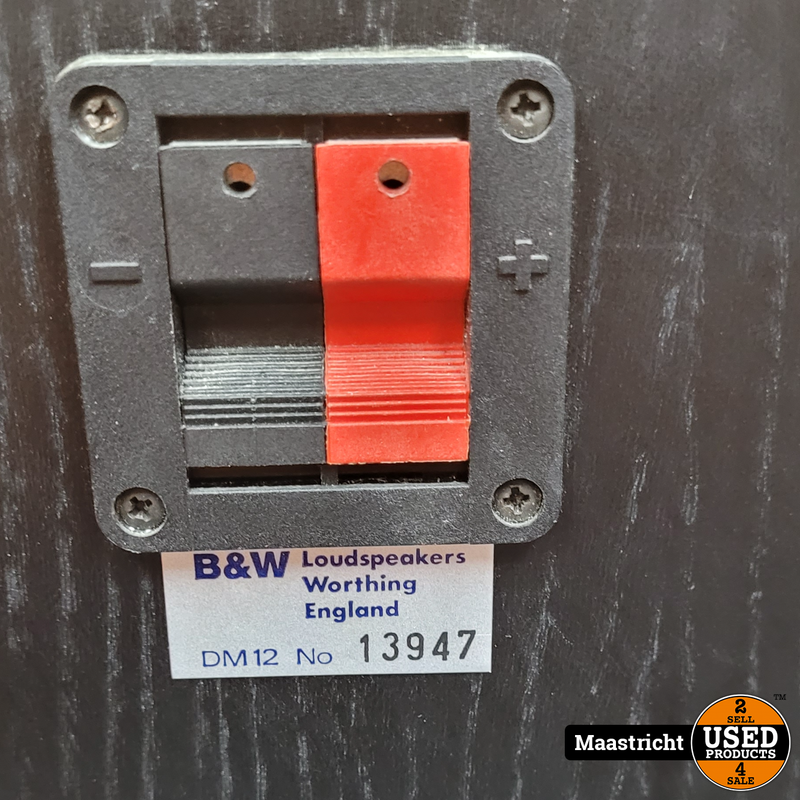 − +
B&W Loudspeakers
Worthing
England
DM12 No 13947
Maastricht
2
SELL
USED
PRODUCTS
4
SALE
™